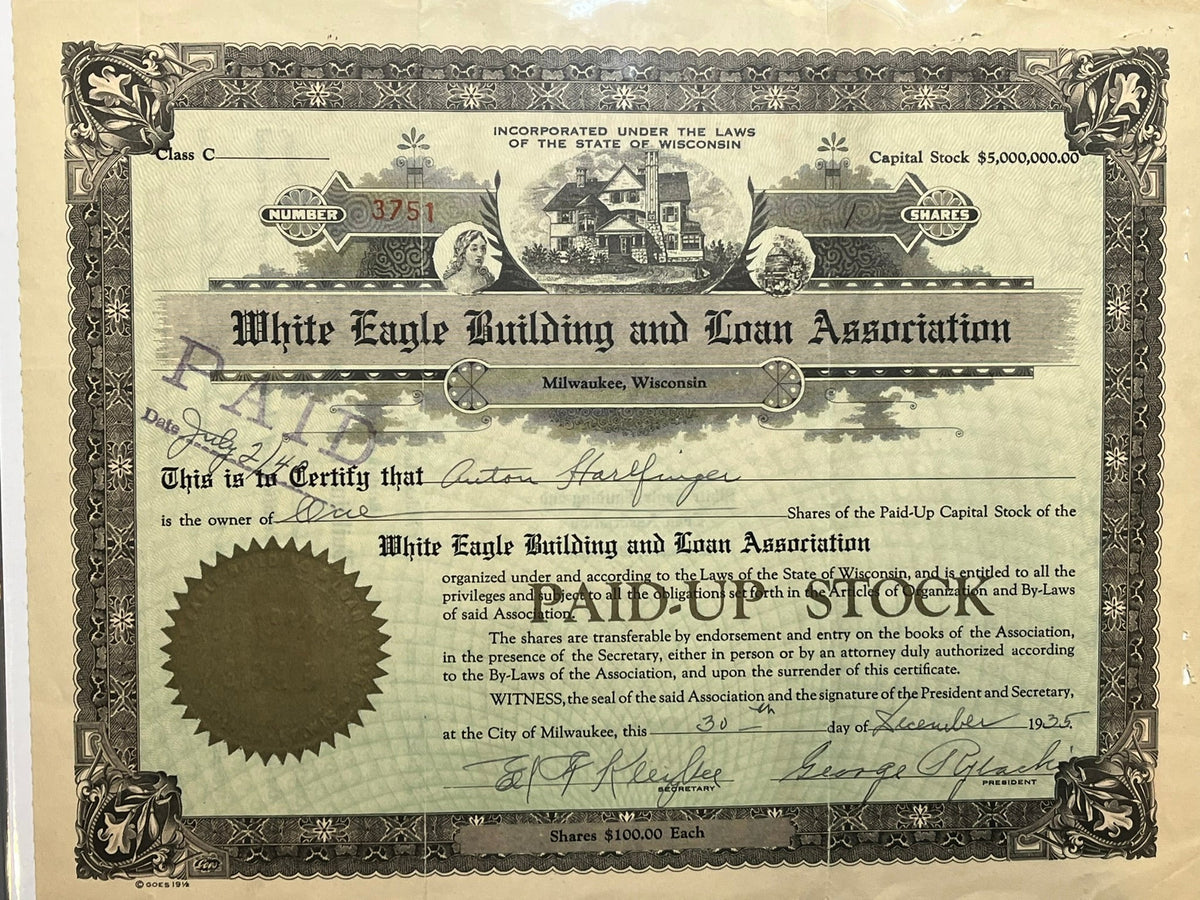 INCORPORATED UNDER THE LAWS
OF THE STATE OF WISCONSIN
Class C
Capital Stock $5,000,000.00
NUMBER 3751
1 SHARES
White Eagle Building and Loan Association
Milwaukee, Wisconsin
PAID
Date July 2/40
This is to Certify that Anton Harlfinger
is the owner of One Shares of the Paid-Up Capital Stock of the
White Eagle Building and Loan Association
organized under and according to the Laws of the State of Wisconsin, and is entitled to all the
privileges and subject to all the obligations set forth in the Articles of Organization and By-Laws
of said Association.
PAID-UP STOCK
The shares are transferable by endorsement and entry on the books of the Association,
in the presence of the Secretary, either in person or by an attorney duly authorized according
to the By-Laws of the Association, and upon the surrender of this certificate.
WITNESS, the seal of the said Association and the signature of the President and Secretary,
at the City of Milwaukee, this 30th day of December 1935.
George
SECRETARY
PRESIDENT
Shares $100.00 Each
© GOES 19½